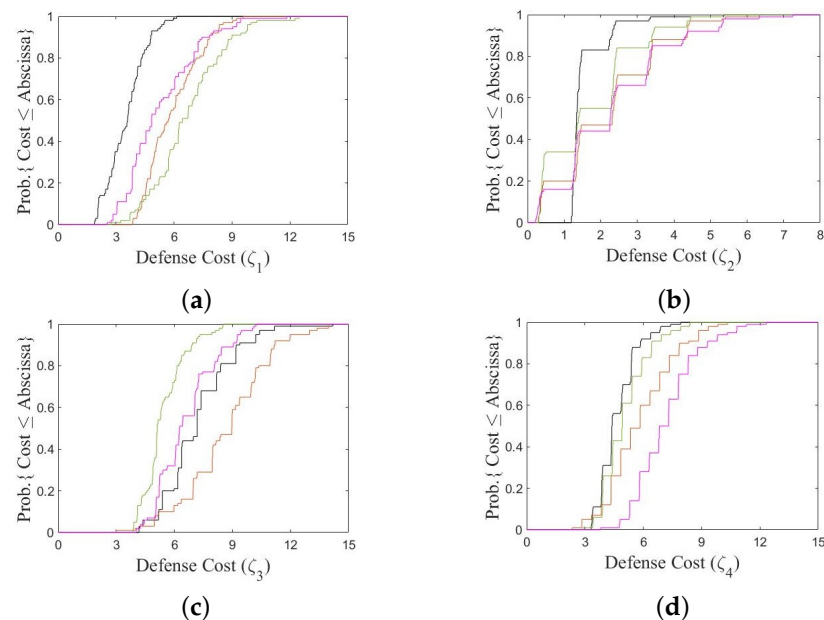 1
0.8
0.6
0.4
0.2
0
Prob.{ Cost ≤ Abscissa}
0 3 6 9 12 15
Defense Cost (ζ1)
(a)
1
0.8
0.6
0.4
0.2
0
Prob.{ Cost ≤ Abscissa}
0 1 2 3 4 5 6 7 8
Defense Cost (ζ2)
(b)
1
0.8
0.6
0.4
0.2
0
Prob.{ Cost ≤ Abscissa}
0 3 6 9 12 15
Defense Cost (ζ3)
(c)
1
0.8
0.6
0.4
0.2
0
Prob.{ Cost ≤ Abscissa}
0 3 6 9 12 15
Defense Cost (ζ4)
(d)